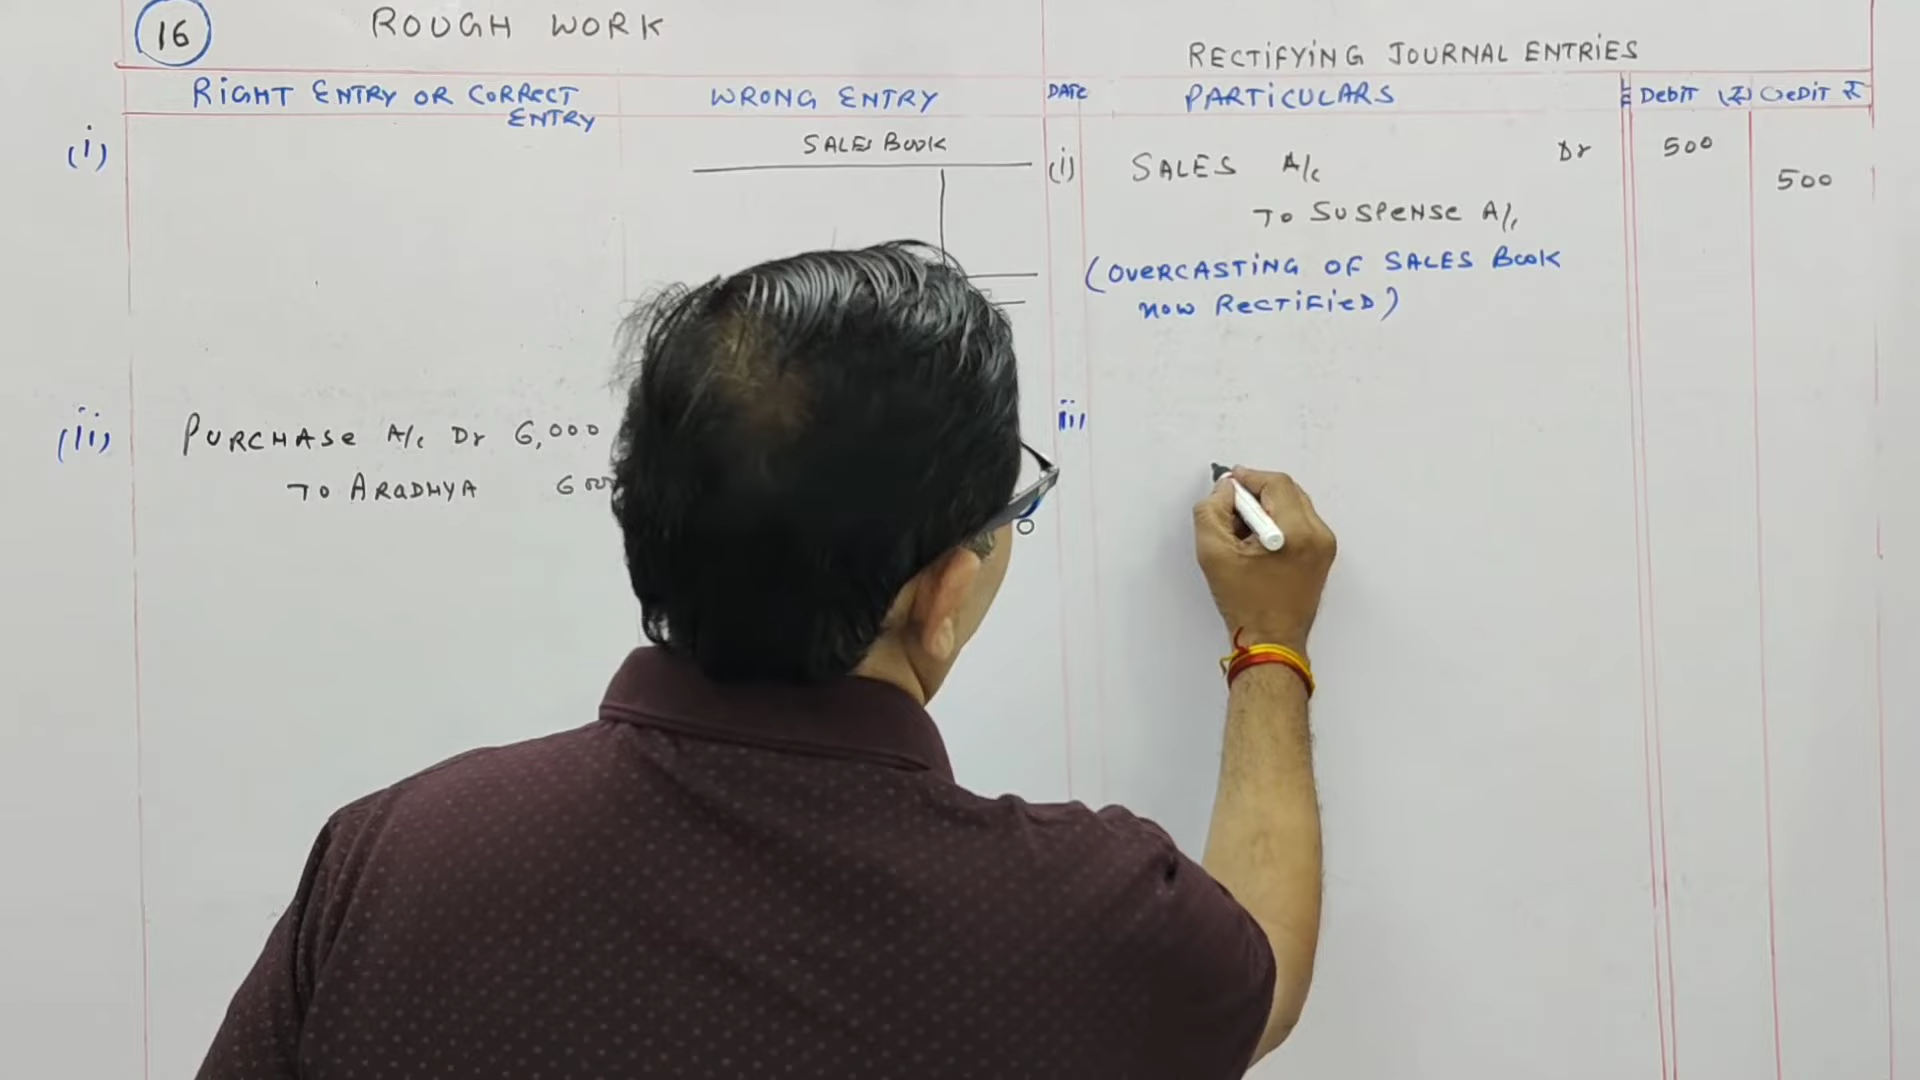 16 ROUGH WORK
RECTIFYING JOURNAL ENTRIES
RIGHT ENTRY OR CORRECT ENTRY
WRONG ENTRY
DATE
PARTICULARS
DEBIT (₹)
CREDIT ₹
(i)
SALES BOOK
(i) SALES A/c Dr 500
TO SUSPENSE A/c 500
(OVERCASTING OF SALES BOOK
NOW RECTIFIED)
(ii) PURCHASE A/c Dr 6,000
TO ARADHYA 6000
ii)